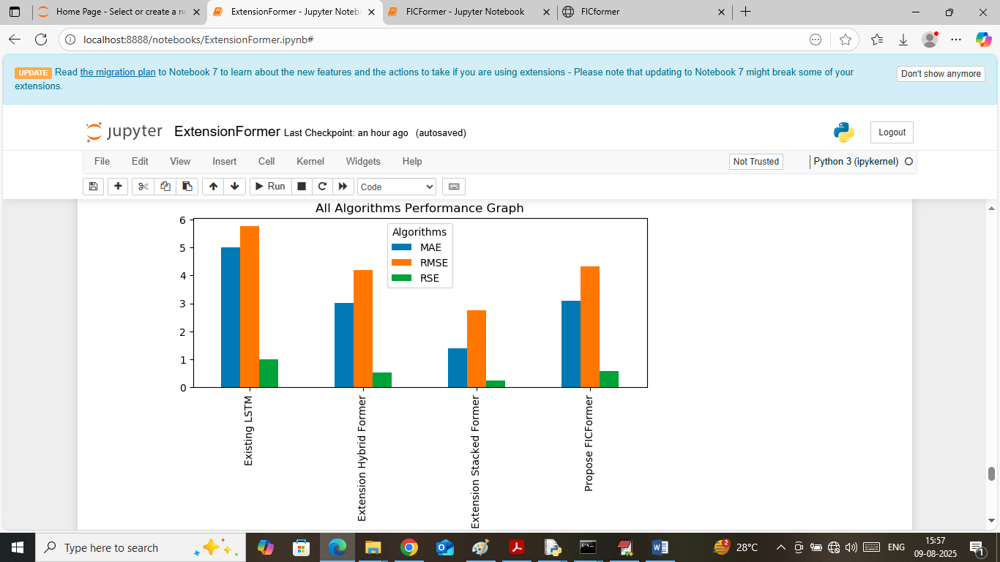 Home Page - Select or create a no
ExtensionFormer - Jupyter Noteb
FICFormer - Jupyter Notebook
FICformer
localhost:8888/notebooks/ExtensionFormer.ipynb#
UPDATE Read the migration plan to Notebook 7 to learn about the new features and the actions to take if you are using extensions - Please note that updating to Notebook 7 might break some of your
extensions.
Don't show anymore
jupyter ExtensionFormer Last Checkpoint: an hour ago (autosaved)
Logout
File Edit View Insert Cell Kernel Widgets Help
Not Trusted
Python 3 (ipykernel)
Run
Code
All Algorithms Performance Graph
6
5
4
3
2
1
0
Algorithms
MAE
RMSE
RSE
Existing LSTM
Extension Hybrid Former
Extension Stacked Former
Propose FICFormer
Type here to search
2
28°C
ENG
15:57
09-08-2025
1